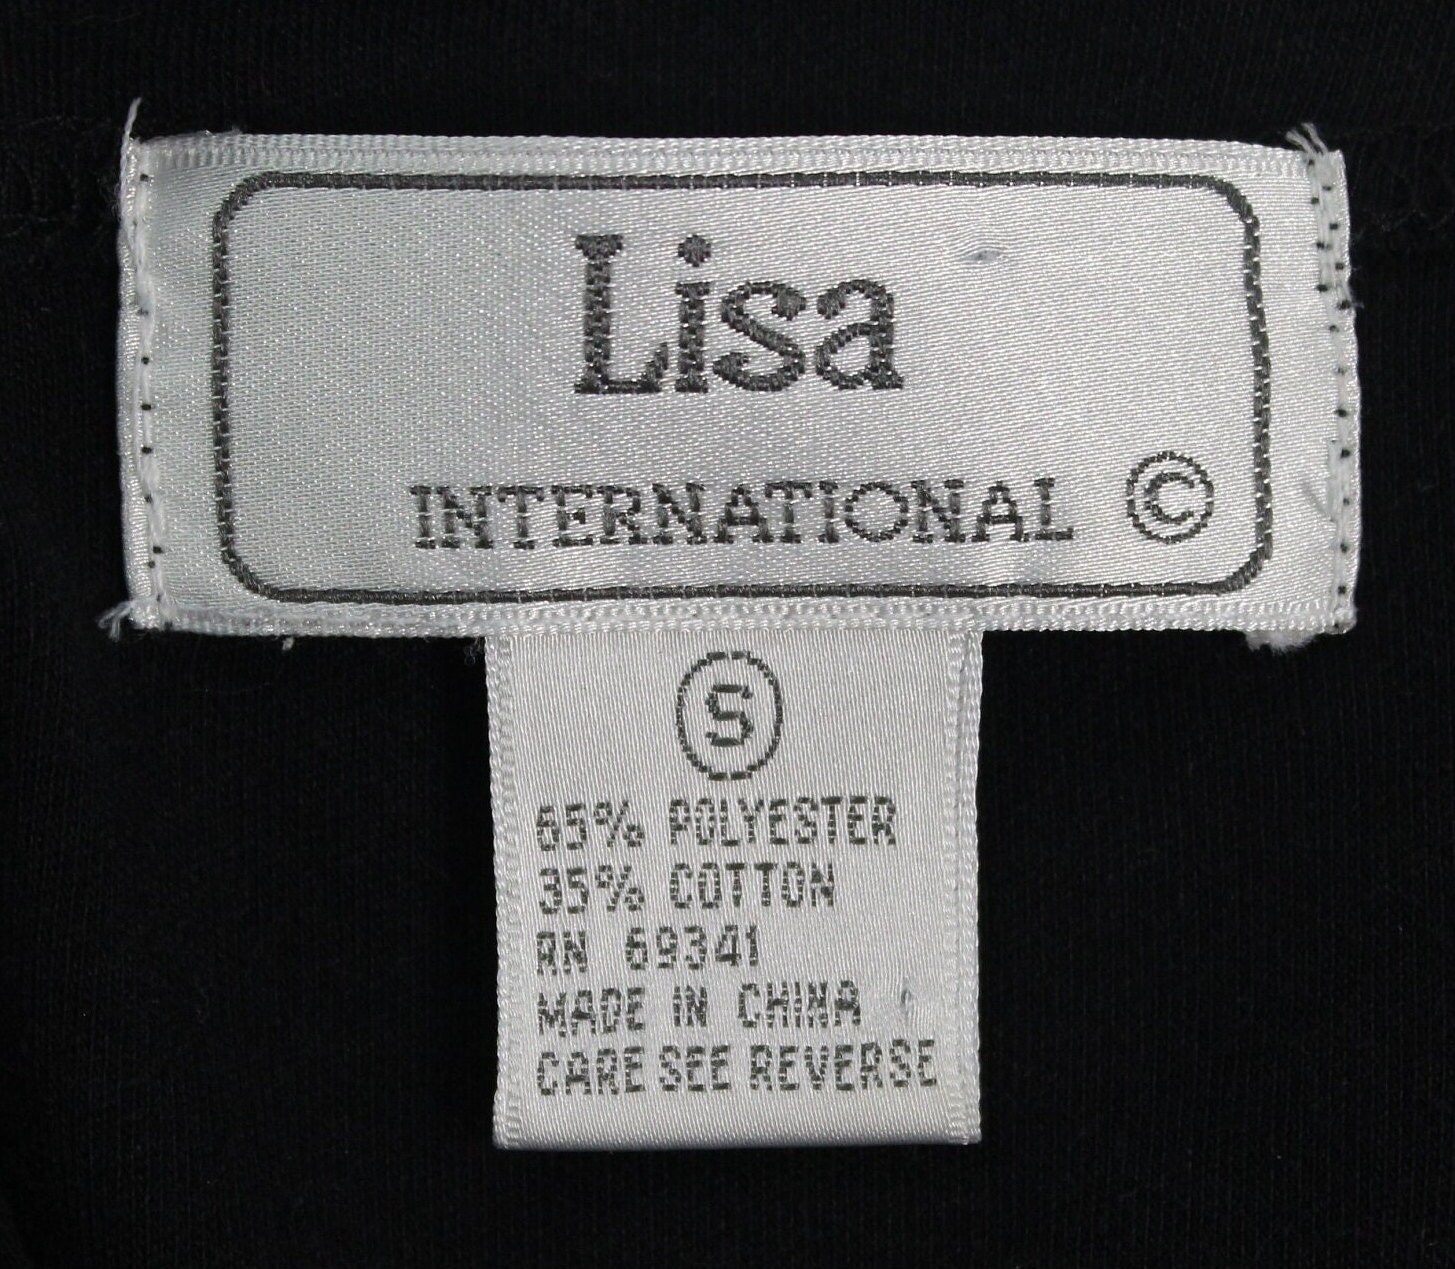 Lisa
INTERNATIONAL ©
S
65% POLYESTER
35% COTTON
RN 69341
MADE IN CHINA
CARE SEE REVERSE